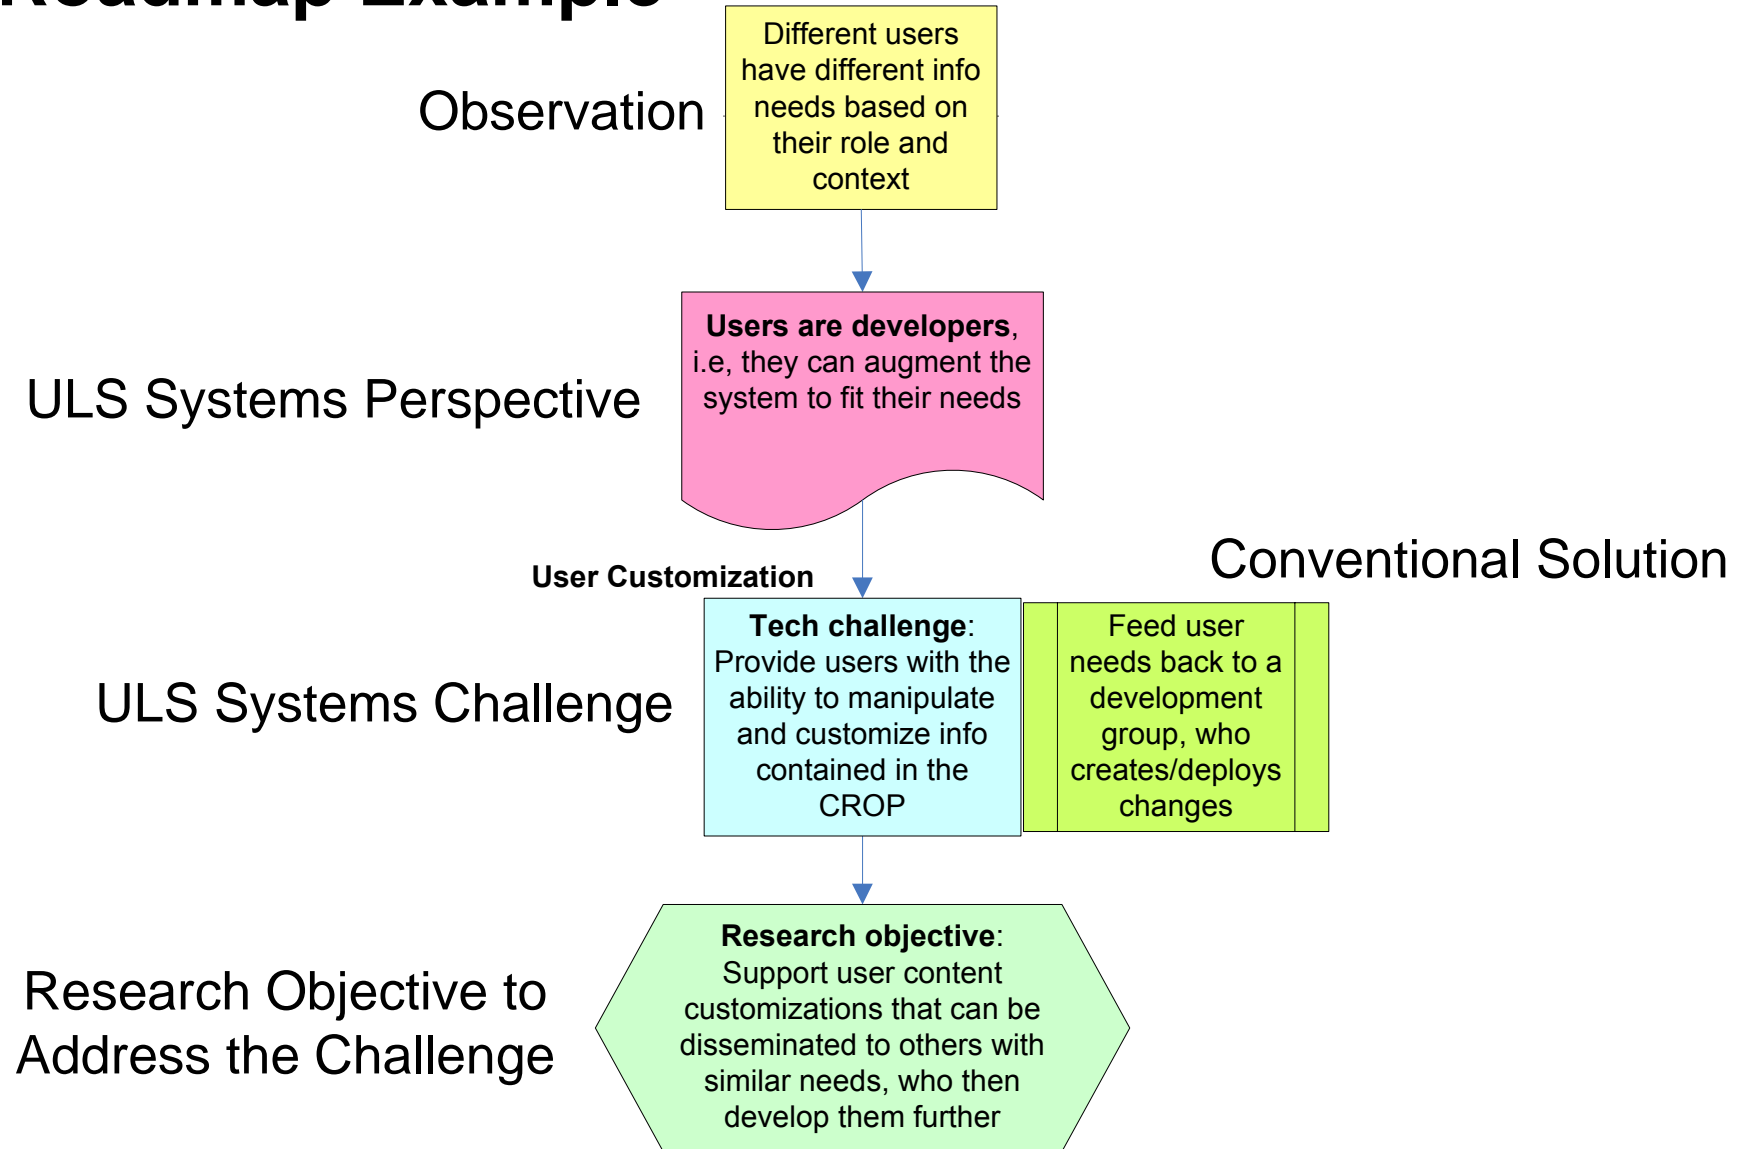 Roadmap Example
Different users
have different info
needs based on
their role and
context
Observation
Users are developers,
i.e, they can augment the
system to fit their needs
ULS Systems Perspective
User Customization
Conventional Solution
Tech challenge:
Provide users with the
ability to manipulate
and customize info
contained in the
CROP
Feed user
needs back to a
development
group, who
creates/deploys
changes
ULS Systems Challenge
Research objective:
Support user content
customizations that can be
disseminated to others with
similar needs, who then
develop them further
Research Objective to
Address the Challenge